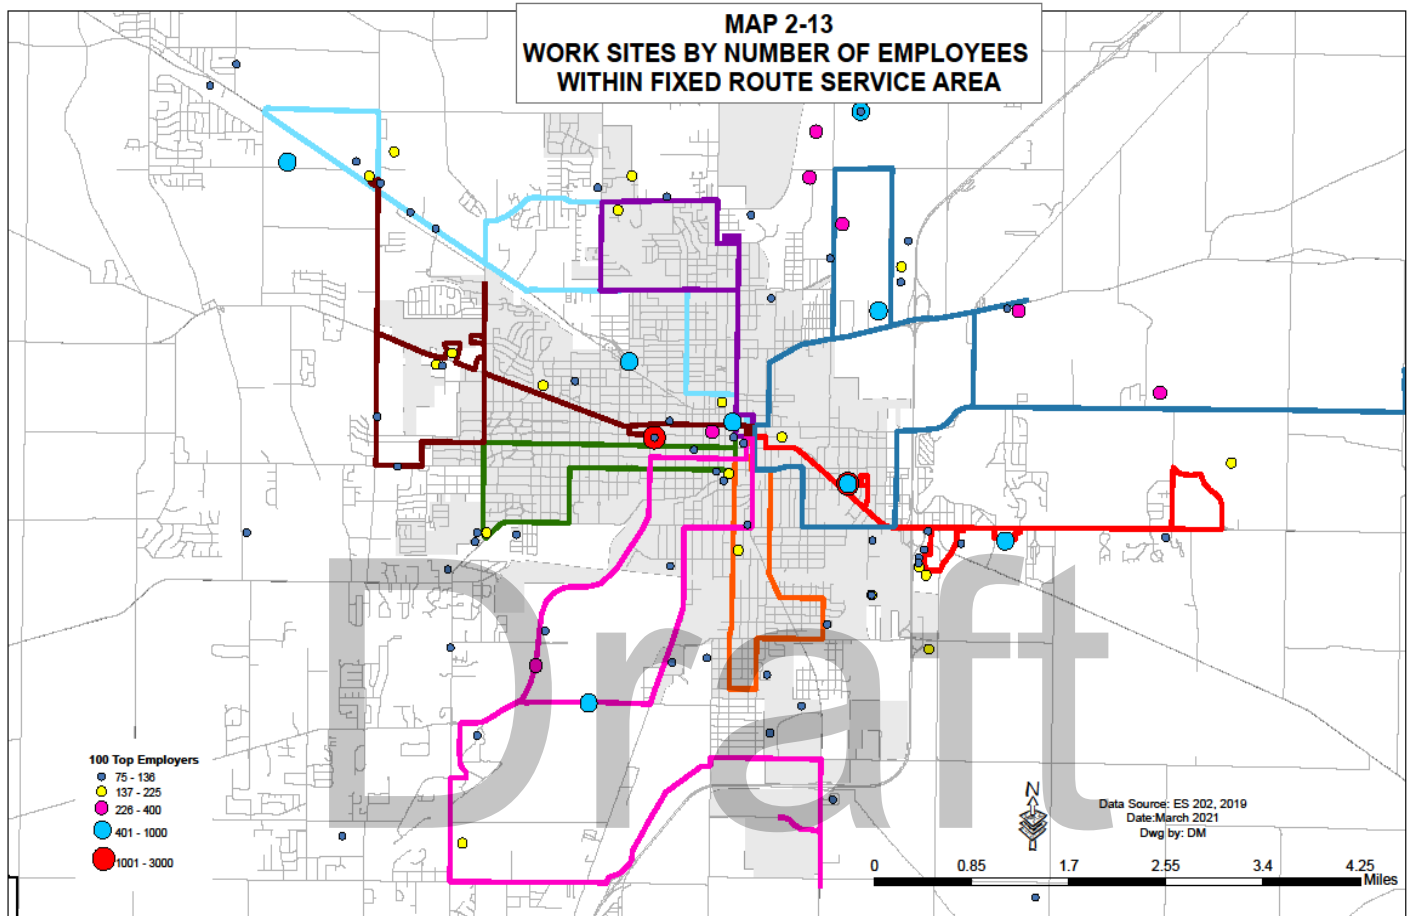 MAP 2-13
WORK SITES BY NUMBER OF EMPLOYEES
WITHIN FIXED ROUTE SERVICE AREA
Draft
100 Top Employers
75 - 136
137 - 225
226 - 400
401 - 1000
1001 - 3000
N
Data Source: ES 202, 2019
Date:March 2021
Dwg by: DM
0 0.85 1.7 2.55 3.4 4.25
Miles